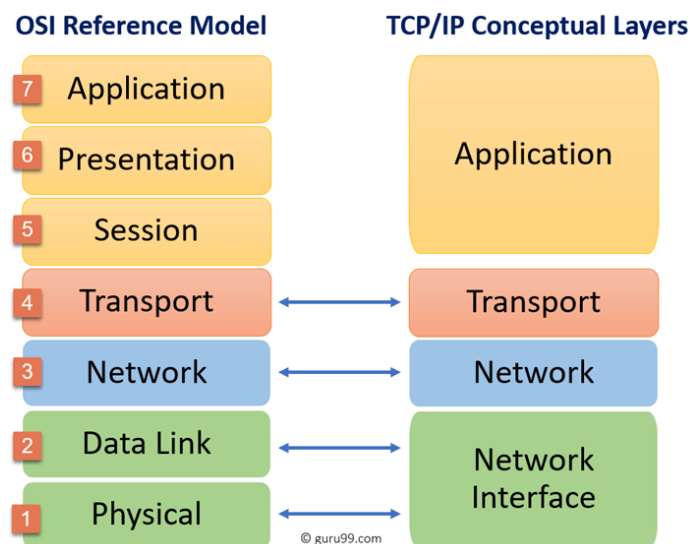 OSI Reference Model
TCP/IP Conceptual Layers
7
Application
6
Presentation
5
Session
Application
4
Transport
Transport
3
Network
Network
2
Data Link
1
Physical
Network
Interface
© guru99.com